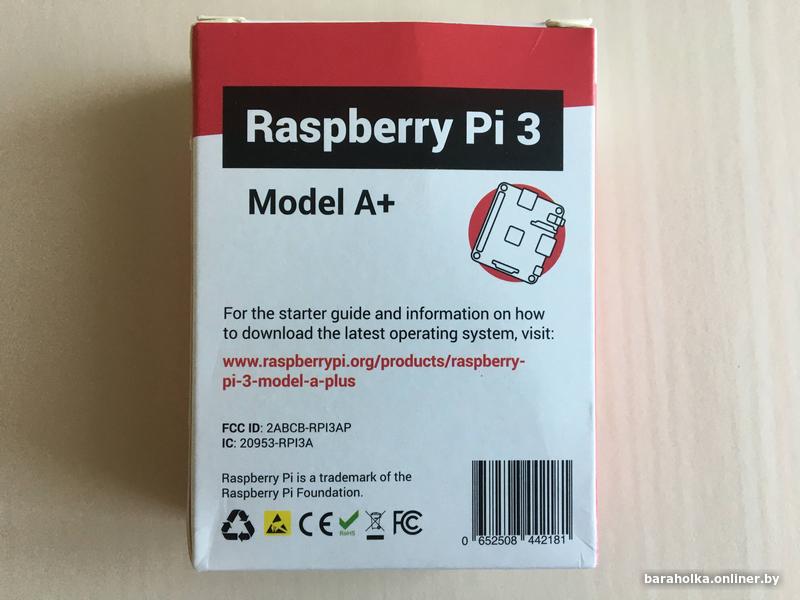 Raspberry Pi 3
Model A+
For the starter guide and information on how
to download the latest operating system, visit:
www.raspberrypi.org/products/raspberry-
pi-3-model-a-plus
FCC ID: 2ABCB-RPI3AP
IC: 20953-RPI3A
Raspberry Pi is a trademark of the
Raspberry Pi Foundation.
CE RoHS FC
0 652508 442181
baraholka.onliner.by